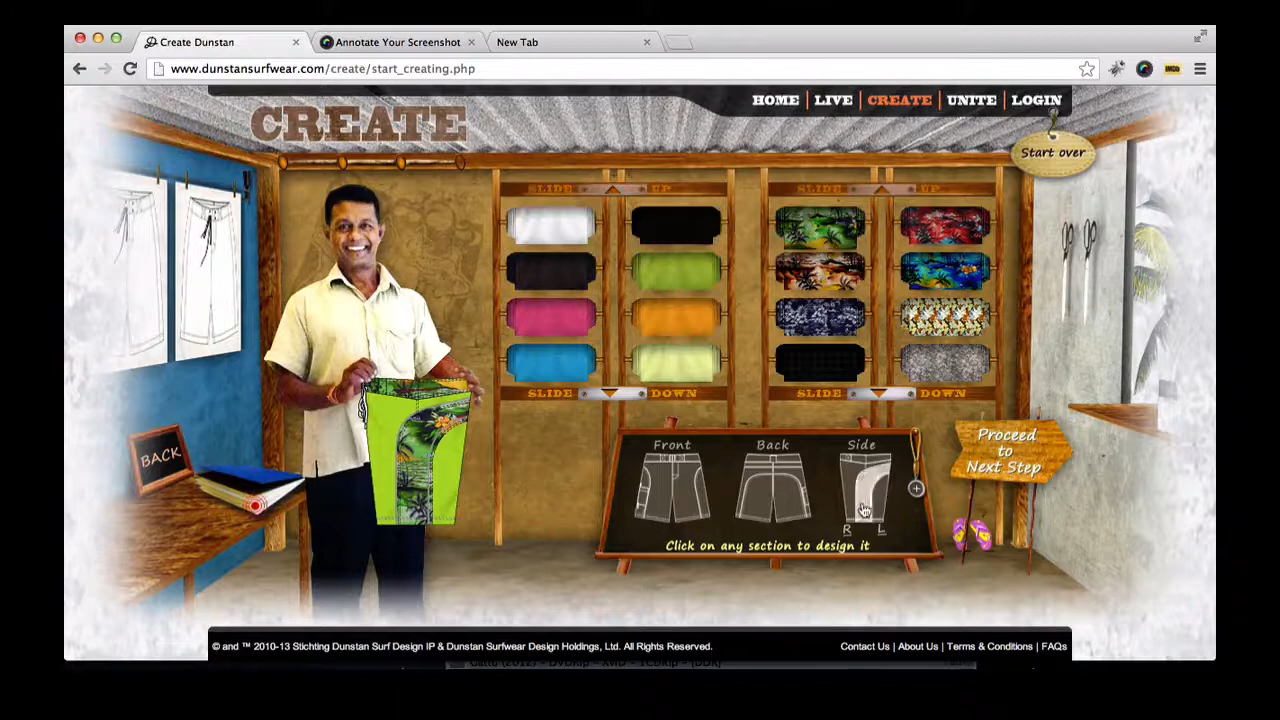 Create Dunstan
Annotate Your Screenshot
New Tab
www.dunstansurfwear.com/create/start_creating.php
IMDb
CREATE
HOME | LIVE | CREATE | UNITE | LOGIN
Start over
SLIDE UP
SLIDE UP
SLIDE DOWN
SLIDE DOWN
BACK
Front Back Side
R L
Click on any section to design it
Proceed
to
Next Step
© and ™ 2010-13 Stichting Dunstan Surf Design IP & Dunstan Surfwear Design Holdings, Ltd. All Rights Reserved.
Contact Us | About Us | Terms & Conditions | FAQs